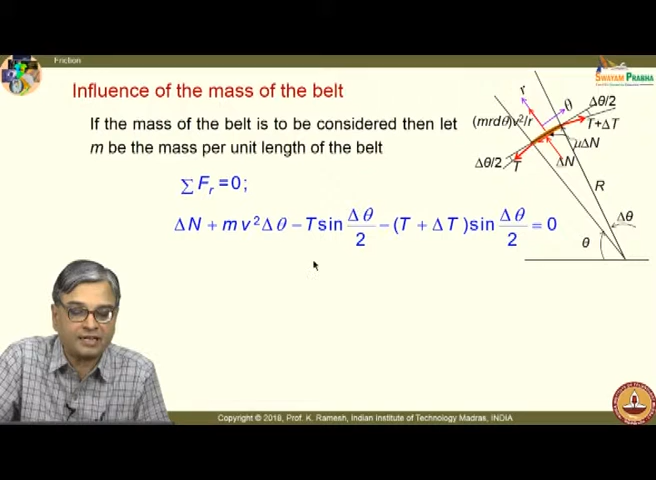 Friction
SWAYAM PRABHA
Influence of the mass of the belt
If the mass of the belt is to be considered then let
m be the mass per unit length of the belt
∑ F_r = 0;
ΔN + m v² Δθ − T sin Δθ/2 − (T + ΔT) sin Δθ/2 = 0
r
θ
Δθ/2
(mrdθ)v²/r
T+ΔT
μΔN
Δθ/2
T
ΔN
R
Δθ
θ
Copyright © 2018, Prof. K. Ramesh, Indian Institute of Technology Madras, INDIA